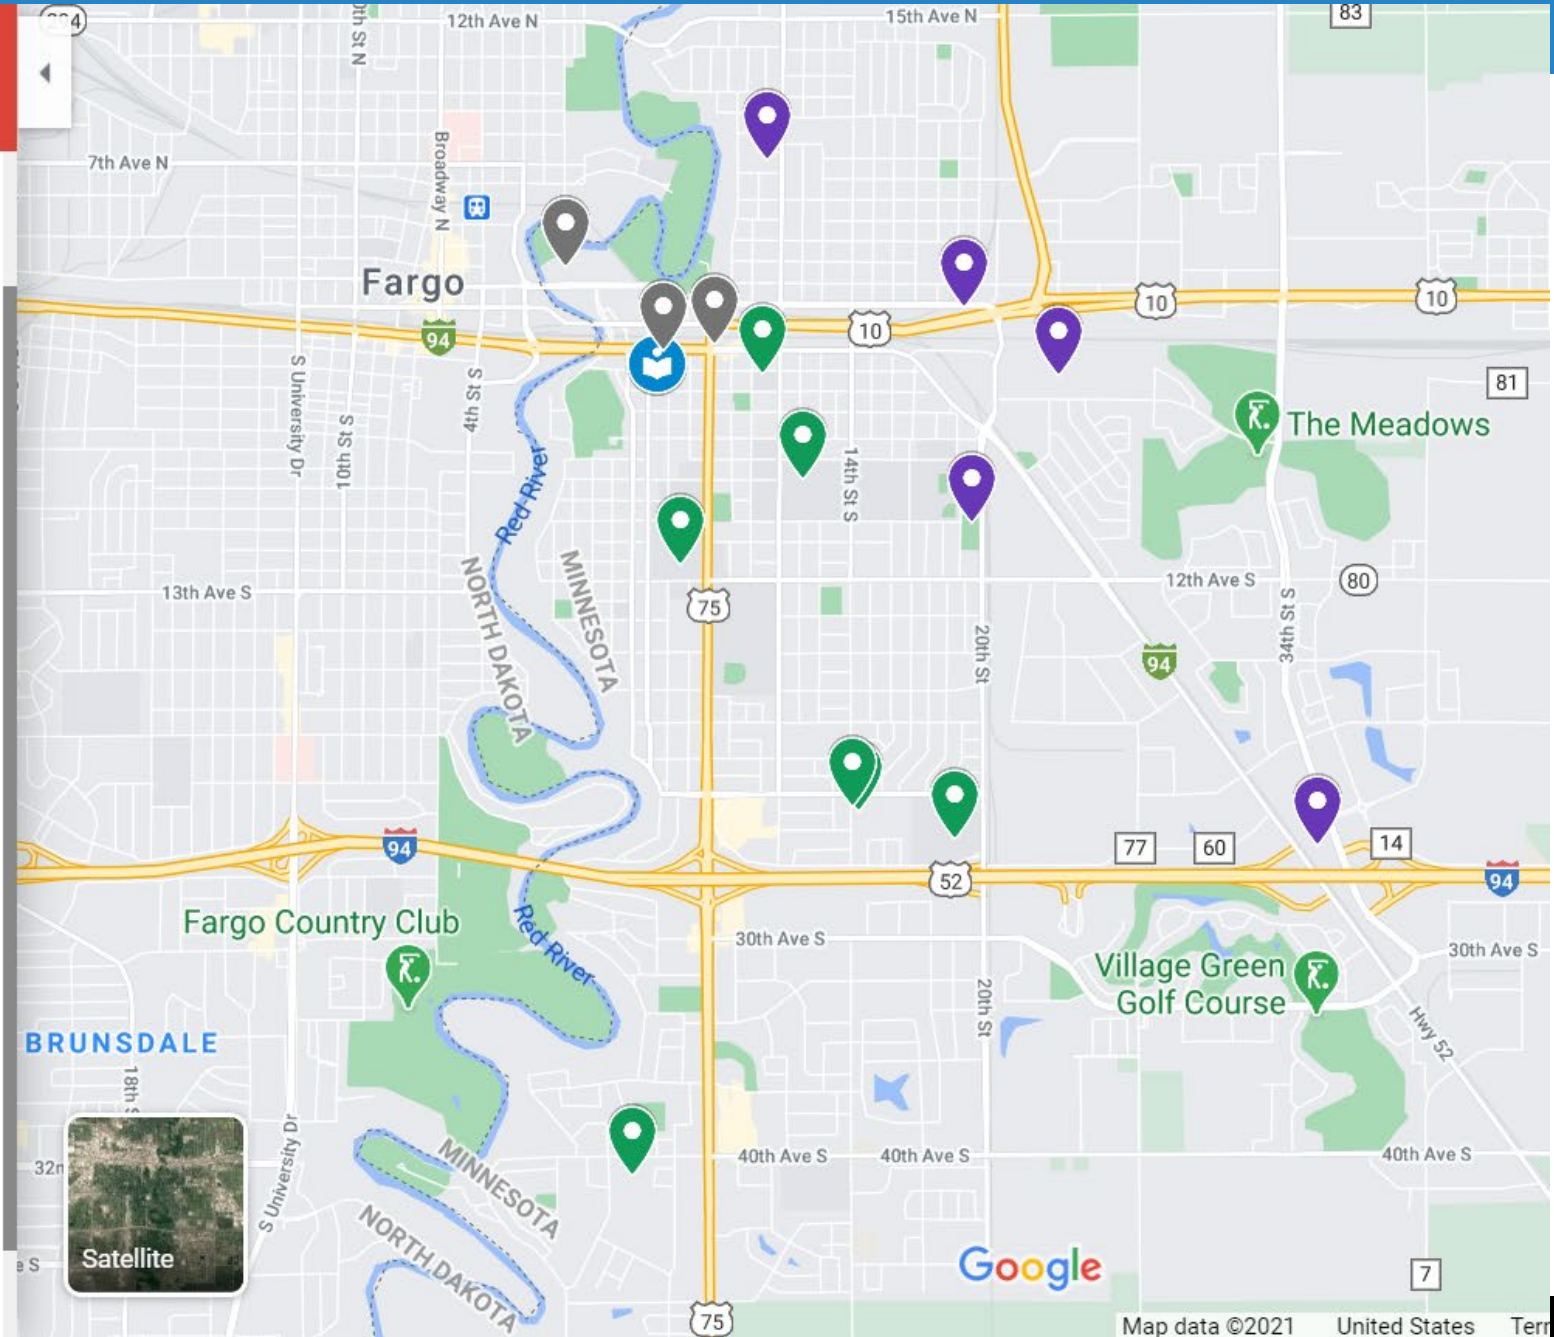 12th Ave N
15th Ave N
83
7th Ave N
Broadway N
Fargo
10
10
10
94
81
The Meadows
S University Dr
10th St S
4th St S
14th St S
Red River
NORTH DAKOTA
MINNESOTA
13th Ave S
75
12th Ave S
80
34th St S
20th St
94
94
77
60
14
52
94
Fargo Country Club
Red River
30th Ave S
30th Ave S
Village Green
Golf Course
20th St
Hwy 52
BRUNSDALE
18th S
S University Dr
MINNESOTA
40th Ave S
40th Ave S
40th Ave S
NORTH DAKOTA
Satellite
Google
7
e S
75
Map data ©2021
United States
Terr